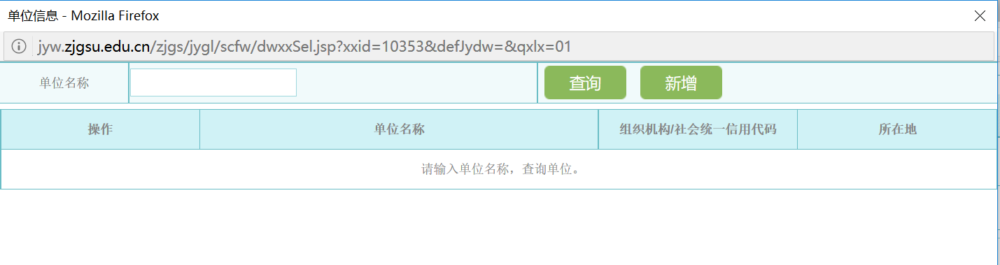 单位信息 - Mozilla Firefox
jyw.zjgsu.edu.cn/zjgs/jygl/scfw/dwxxSel.jsp?xxid=10353&defJydw=&qxlx=01
单位名称 查询 新增
操作 单位名称 组织机构/社会统一信用代码 所在地
请输入单位名称，查询单位。